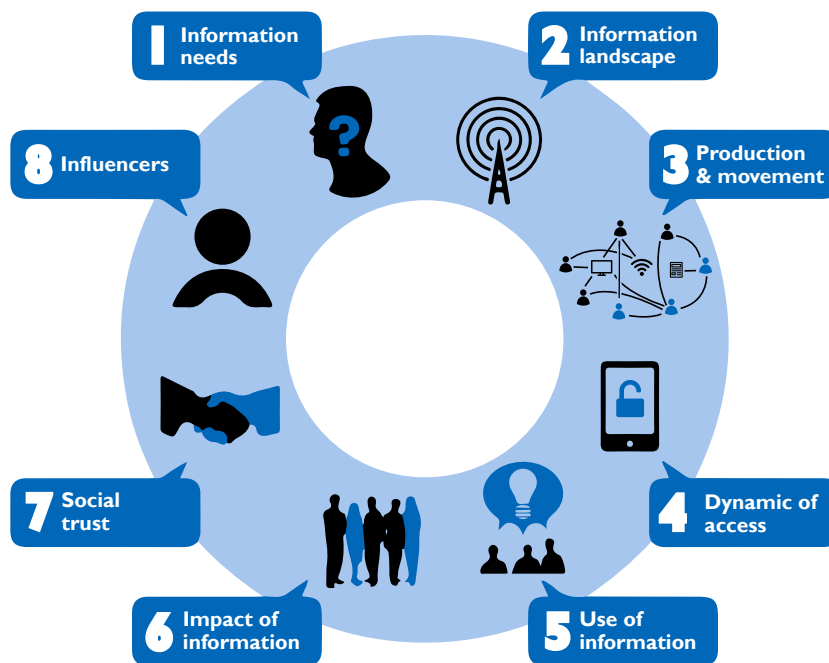 1 Information
needs
2 Information
landscape
3 Production
& movement
4 Dynamic of
access
5 Use of
information
6 Impact of
information
7 Social
trust
8 Influencers
?